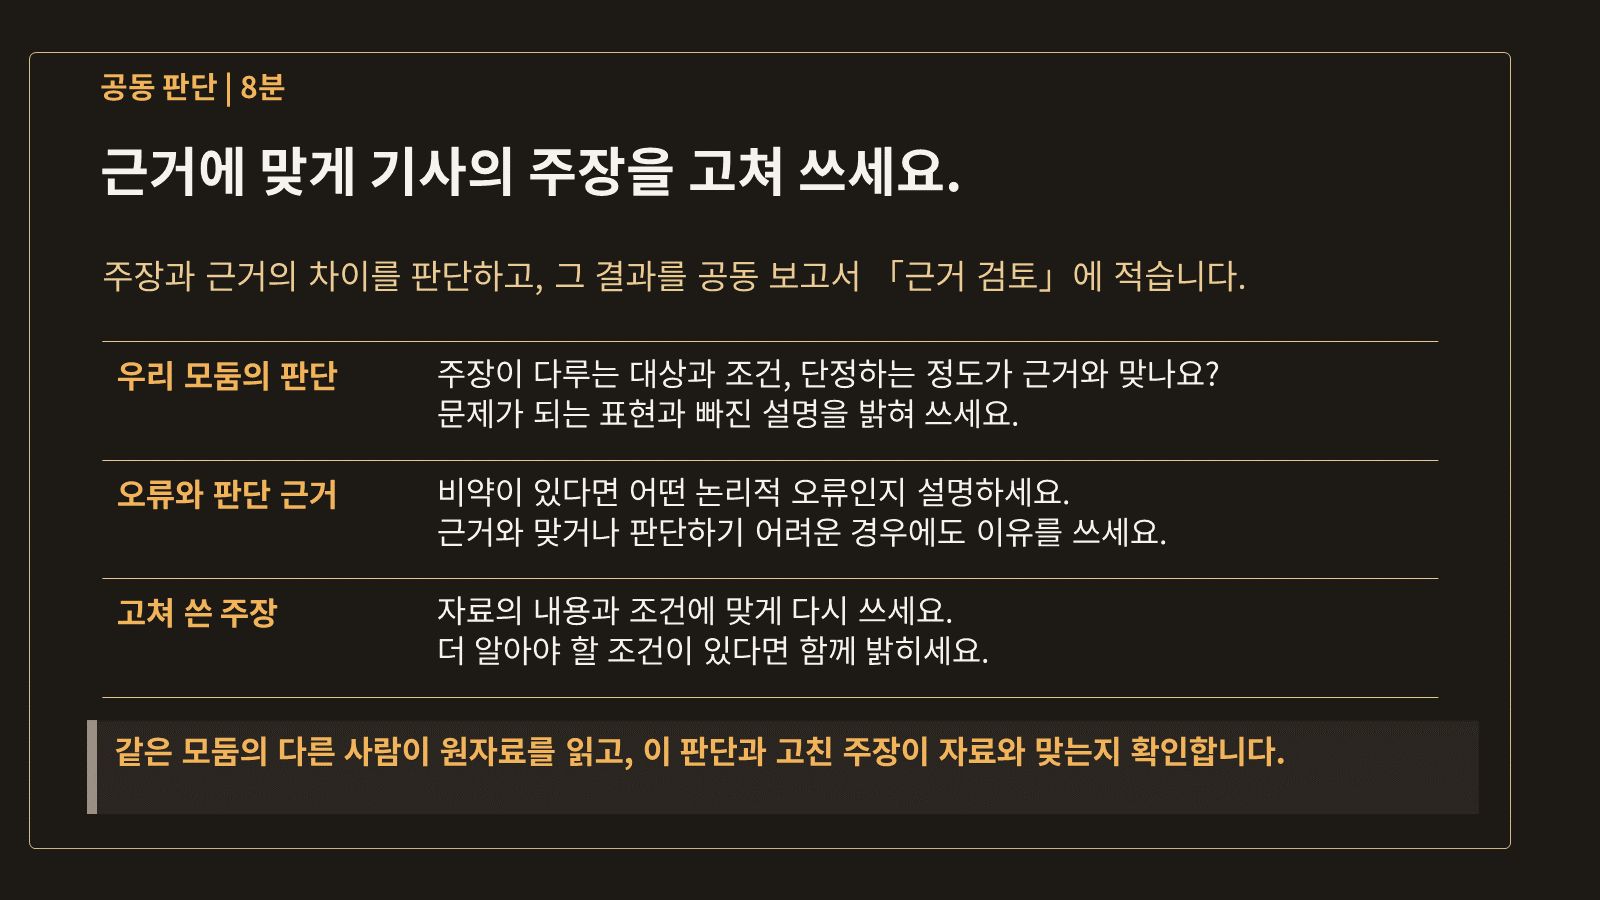 공동 판단 | 8분
근거에 맞게 기사의 주장을 고쳐 쓰세요.
주장과 근거의 차이를 판단하고, 그 결과를 공동 보고서 「근거 검토」에 적습니다.
우리 모둠의 판단
주장이 다루는 대상과 조건, 단정하는 정도가 근거와 맞나요?
문제가 되는 표현과 빠진 설명을 밝혀 쓰세요.
오류와 판단 근거
비약이 있다면 어떤 논리적 오류인지 설명하세요.
근거와 맞거나 판단하기 어려운 경우에도 이유를 쓰세요.
고쳐 쓴 주장
자료의 내용과 조건에 맞게 다시 쓰세요.
더 알아야 할 조건이 있다면 함께 밝히세요.
같은 모둠의 다른 사람이 원자료를 읽고, 이 판단과 고친 주장이 자료와 맞는지 확인합니다.